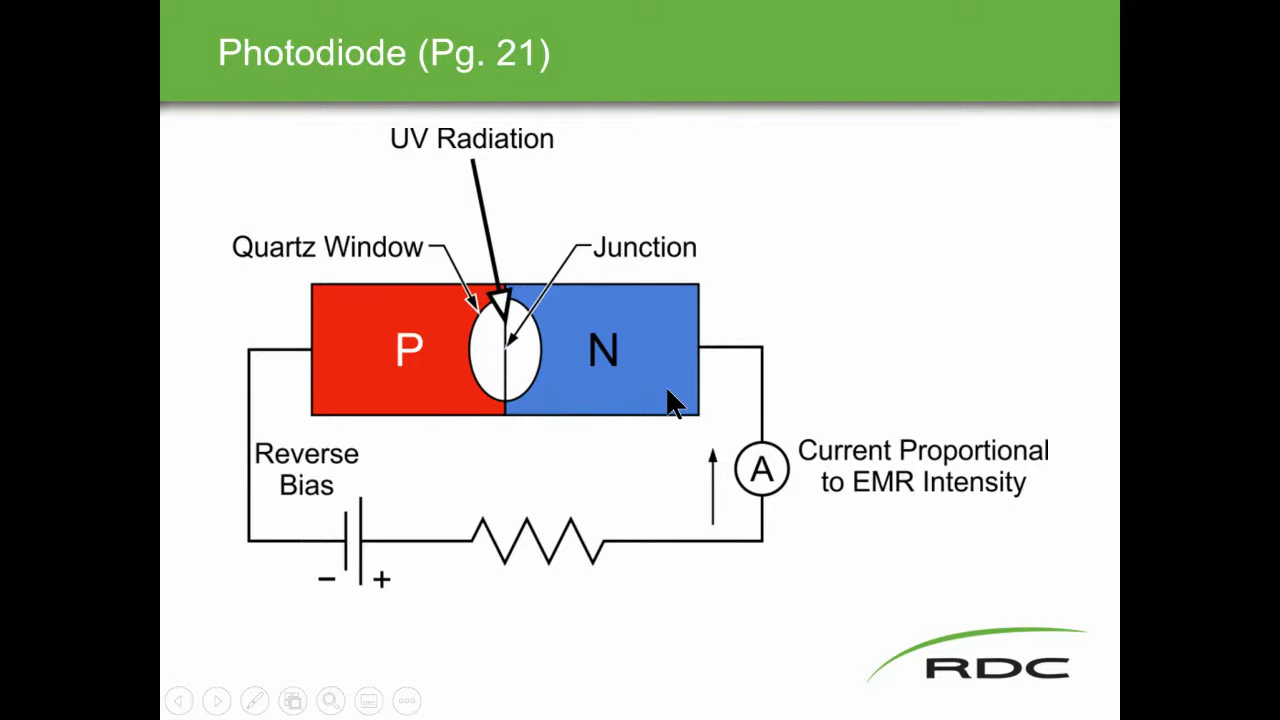 Photodiode (Pg. 21)
UV Radiation
Quartz Window
Junction
P
N
Reverse
Bias
A
Current Proportional
to EMR Intensity
− +
RDC